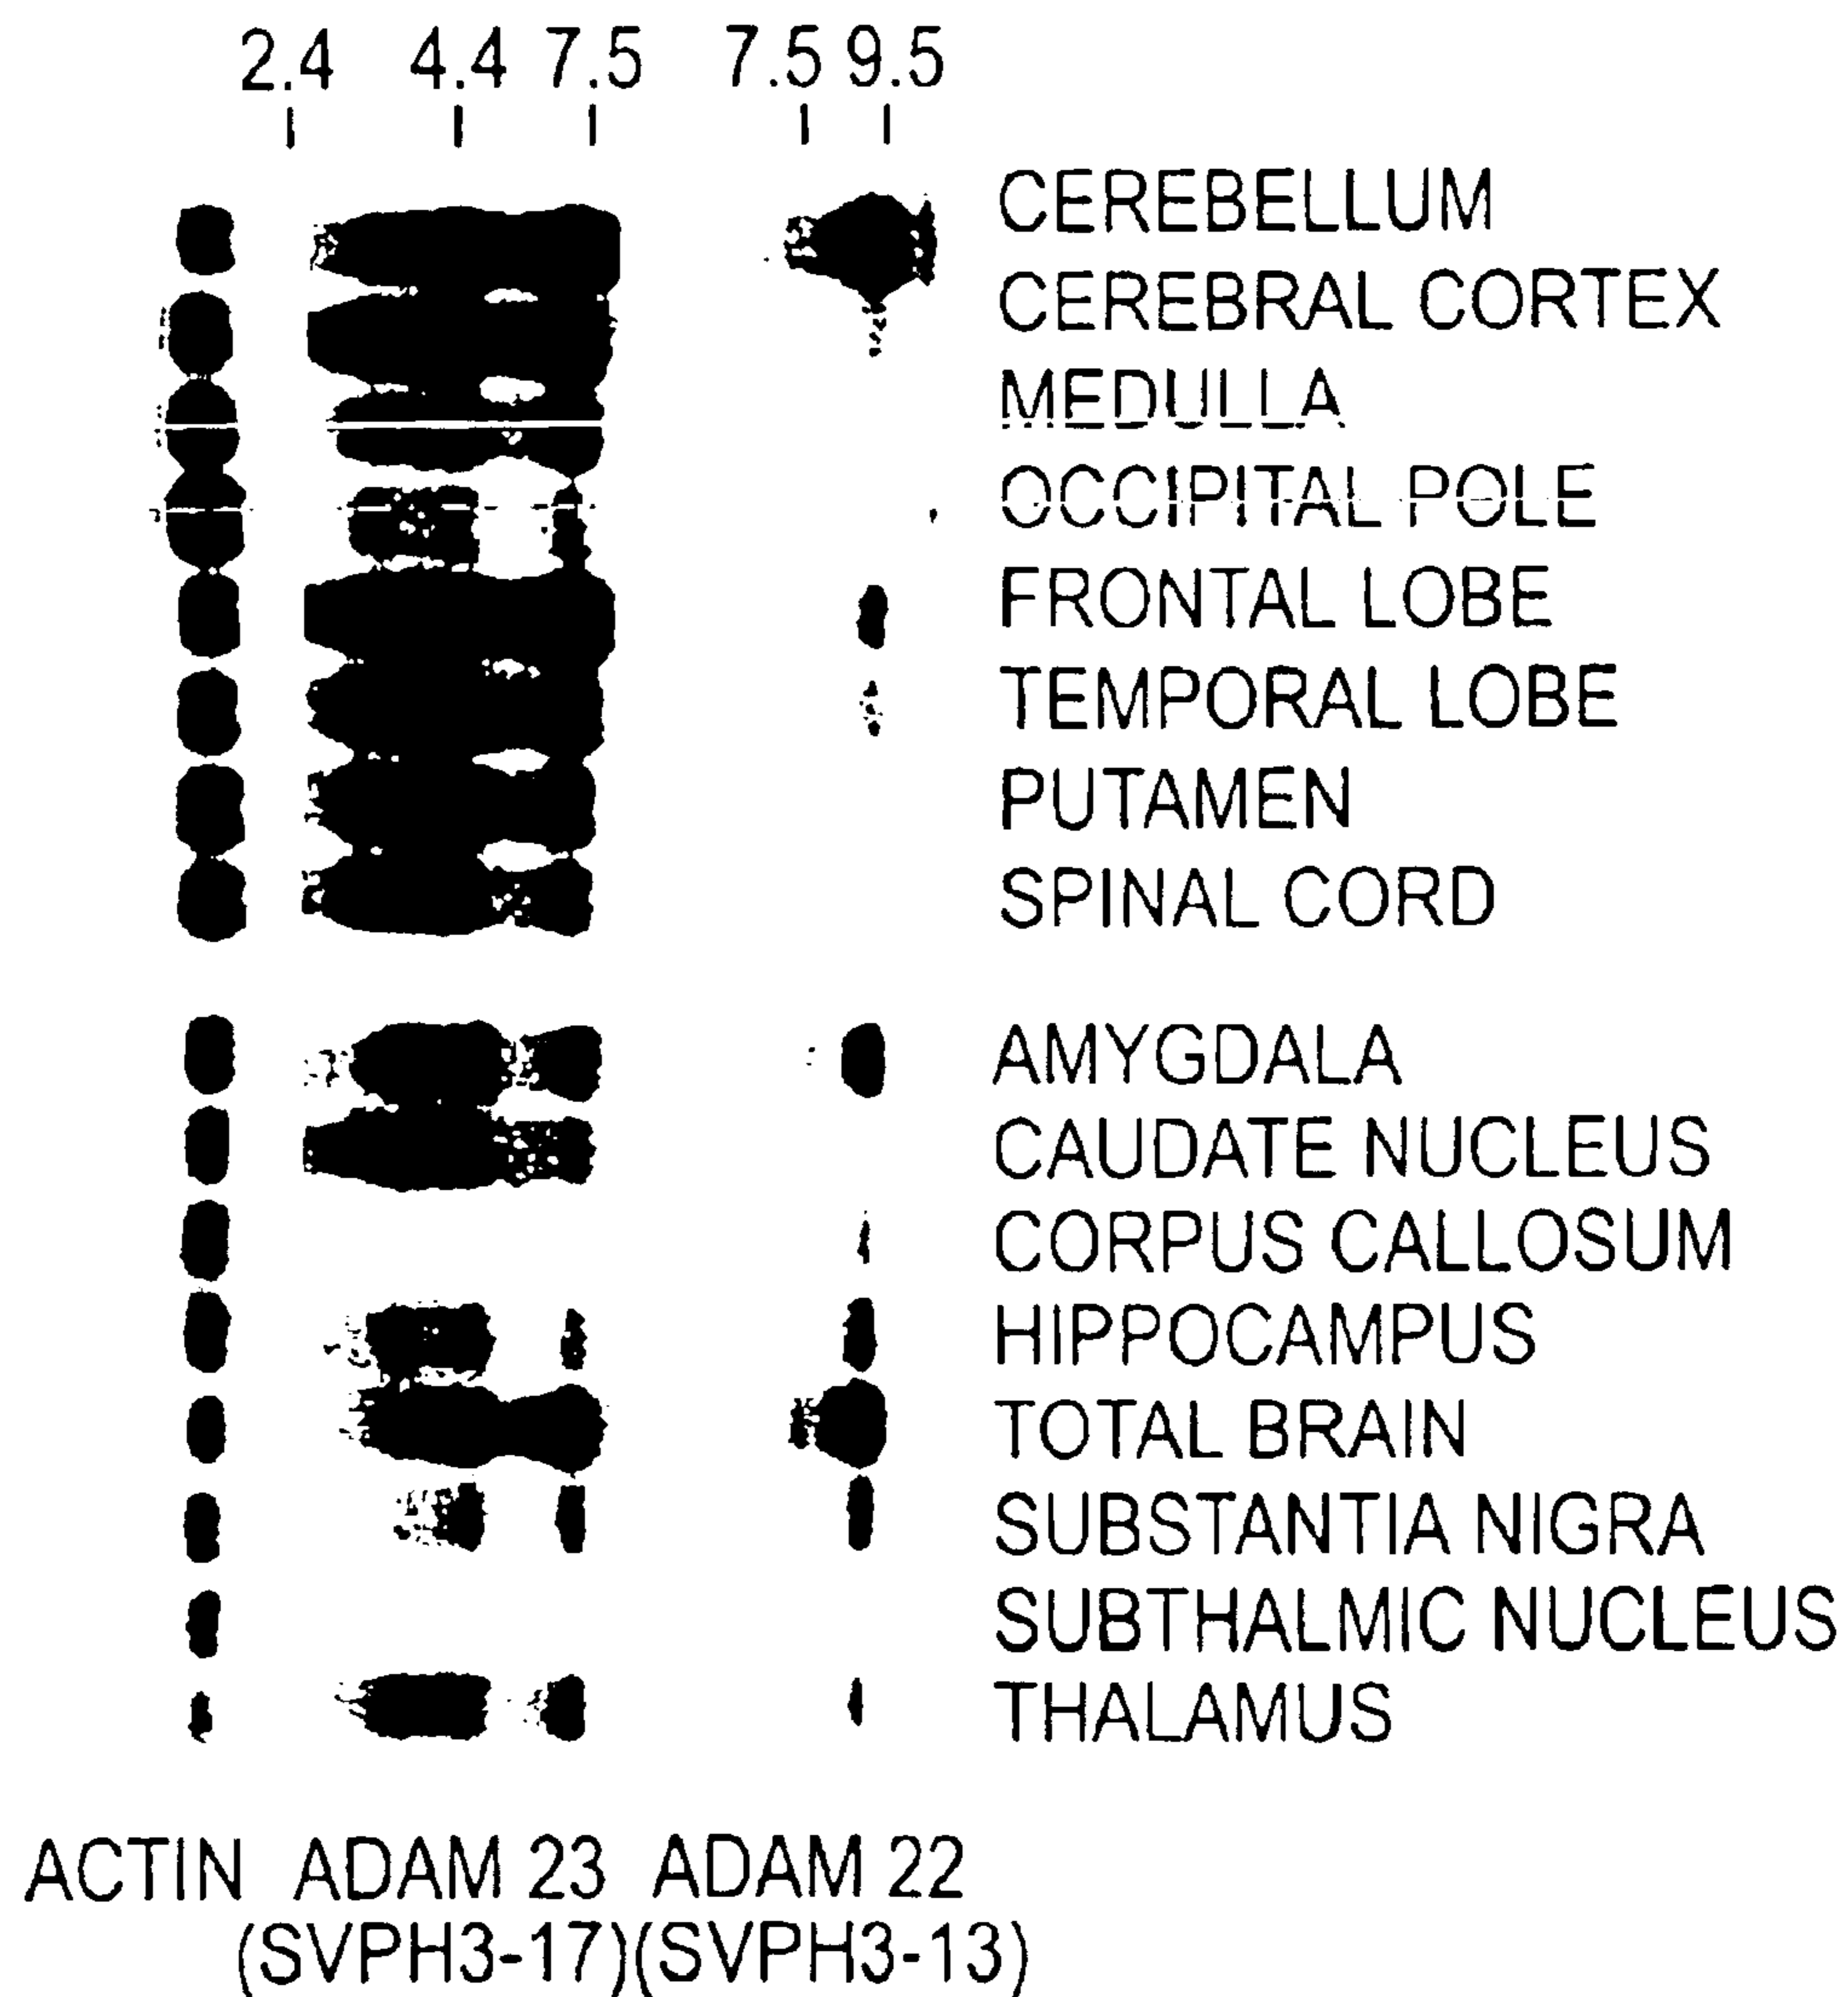 2.4 4.4 7.5 7.5 9.5
CEREBELLUM
CEREBRAL CORTEX
MEDULLA
OCCIPITAL POLE
FRONTAL LOBE
TEMPORAL LOBE
PUTAMEN
SPINAL CORD
AMYGDALA
CAUDATE NUCLEUS
CORPUS CALLOSUM
HIPPOCAMPUS
TOTAL BRAIN
SUBSTANTIA NIGRA
SUBTHALMIC NUCLEUS
THALAMUS
ACTIN ADAM 23 ADAM 22
(SVPH3-17)(SVPH3-13)